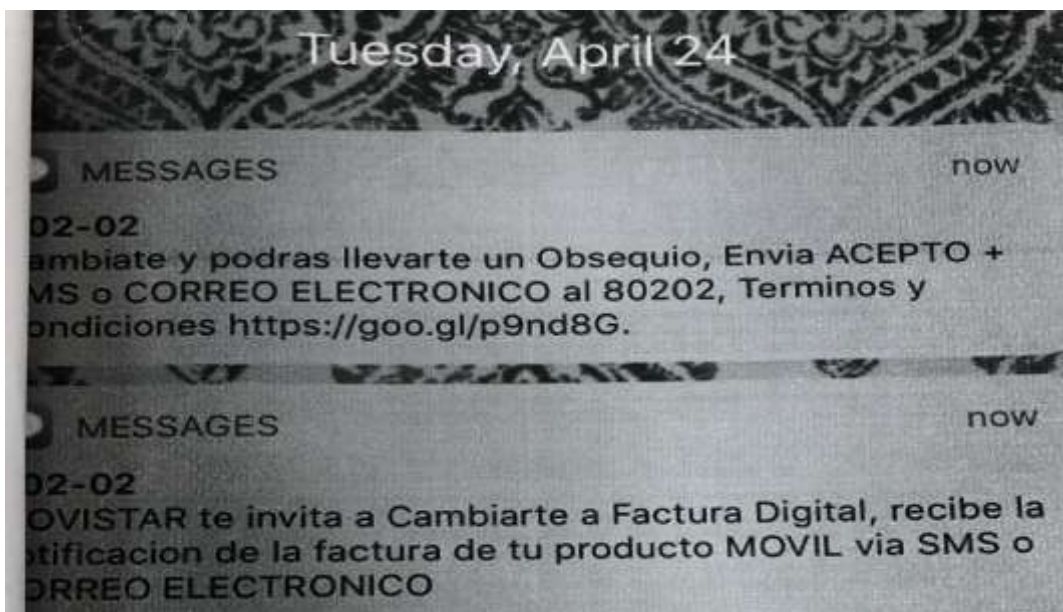 Tuesday, April 24
MESSAGES now
02-02
ambiate y podras llevarte un Obsequio, Envia ACEPTO +
MS o CORREO ELECTRONICO al 80202, Terminos y
ondiciones https://goo.gl/p9nd8G.
MESSAGES now
02-02
OVISTAR te invita a Cambiarte a Factura Digital, recibe la
otificacion de la factura de tu producto MOVIL via SMS o
ORREO ELECTRONICO